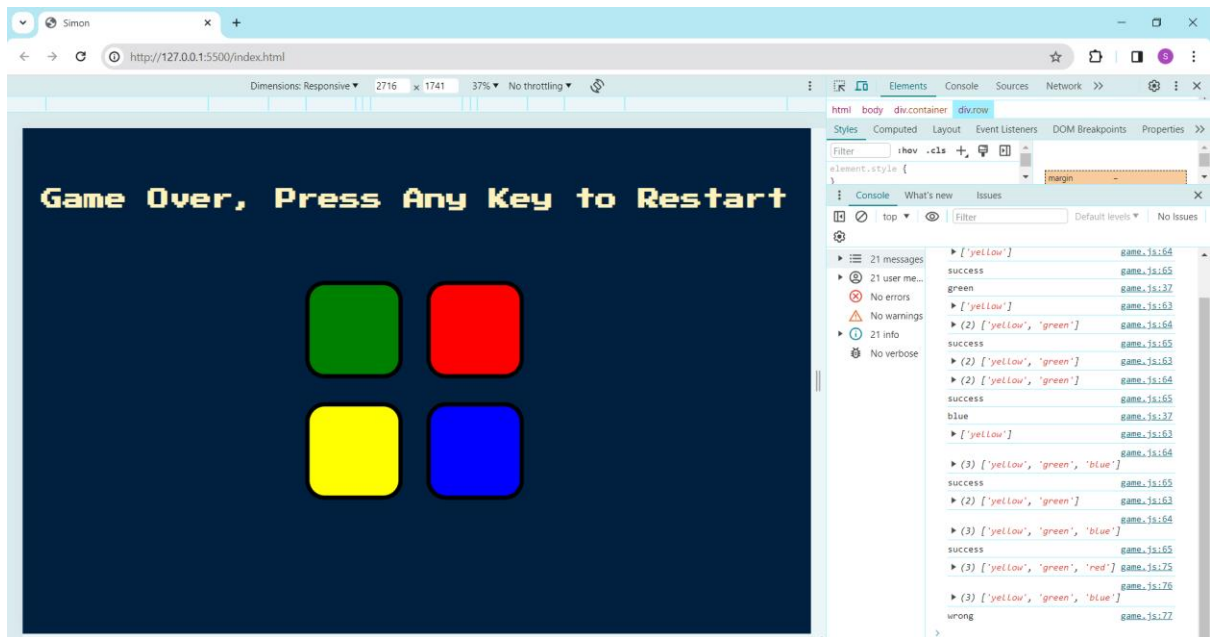 Simon
http://127.0.0.1:5500/index.html
S
Dimensions: Responsive 2716 x 1741 37% No throttling
Elements Console Sources Network
html body div.container div.row
Styles Computed Layout Event Listeners DOM Breakpoints Properties
Filter :hov .cls
element.style {
}
margin -
Game Over, Press Any Key to Restart
Console What's new Issues
top Filter Default levels No Issues
21 messages
21 user me...
No errors
No warnings
21 info
No verbose
['yellow'] game.js:64
success game.js:65
green game.js:37
['yellow'] game.js:63
(2) ['yellow', 'green'] game.js:64
success game.js:65
(2) ['yellow', 'green'] game.js:63
(2) ['yellow', 'green'] game.js:64
success game.js:65
blue game.js:37
['yellow'] game.js:63
game.js:64
(3) ['yellow', 'green', 'blue']
success game.js:65
(2) ['yellow', 'green'] game.js:63
game.js:64
(3) ['yellow', 'green', 'blue']
success game.js:65
(3) ['yellow', 'green', 'red'] game.js:75
game.js:76
(3) ['yellow', 'green', 'blue']
wrong game.js:77